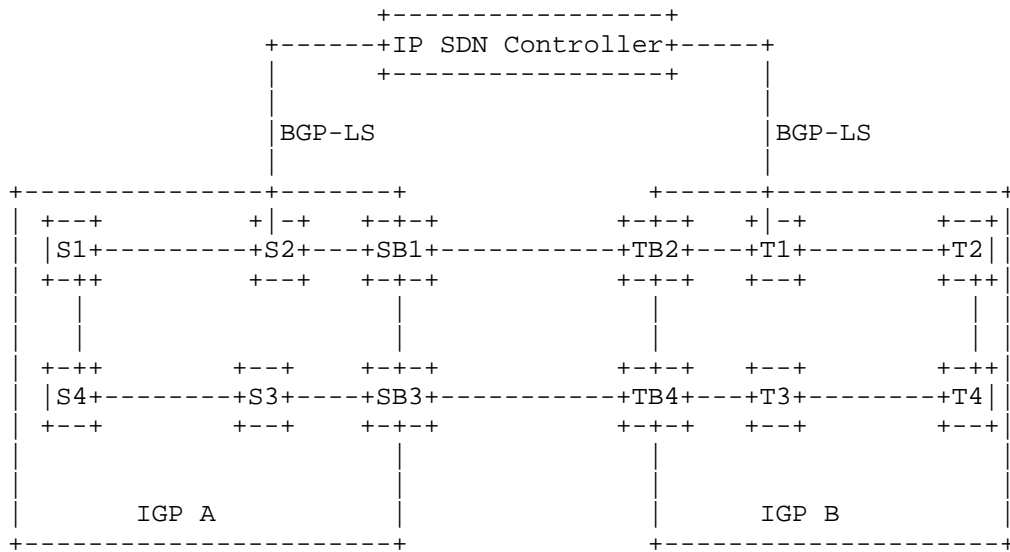 IP SDN Controller
BGP-LS BGP-LS
S1 S2 SB1 TB2 T1 T2
S4 S3 SB3 TB4 T3 T4
IGP A IGP B